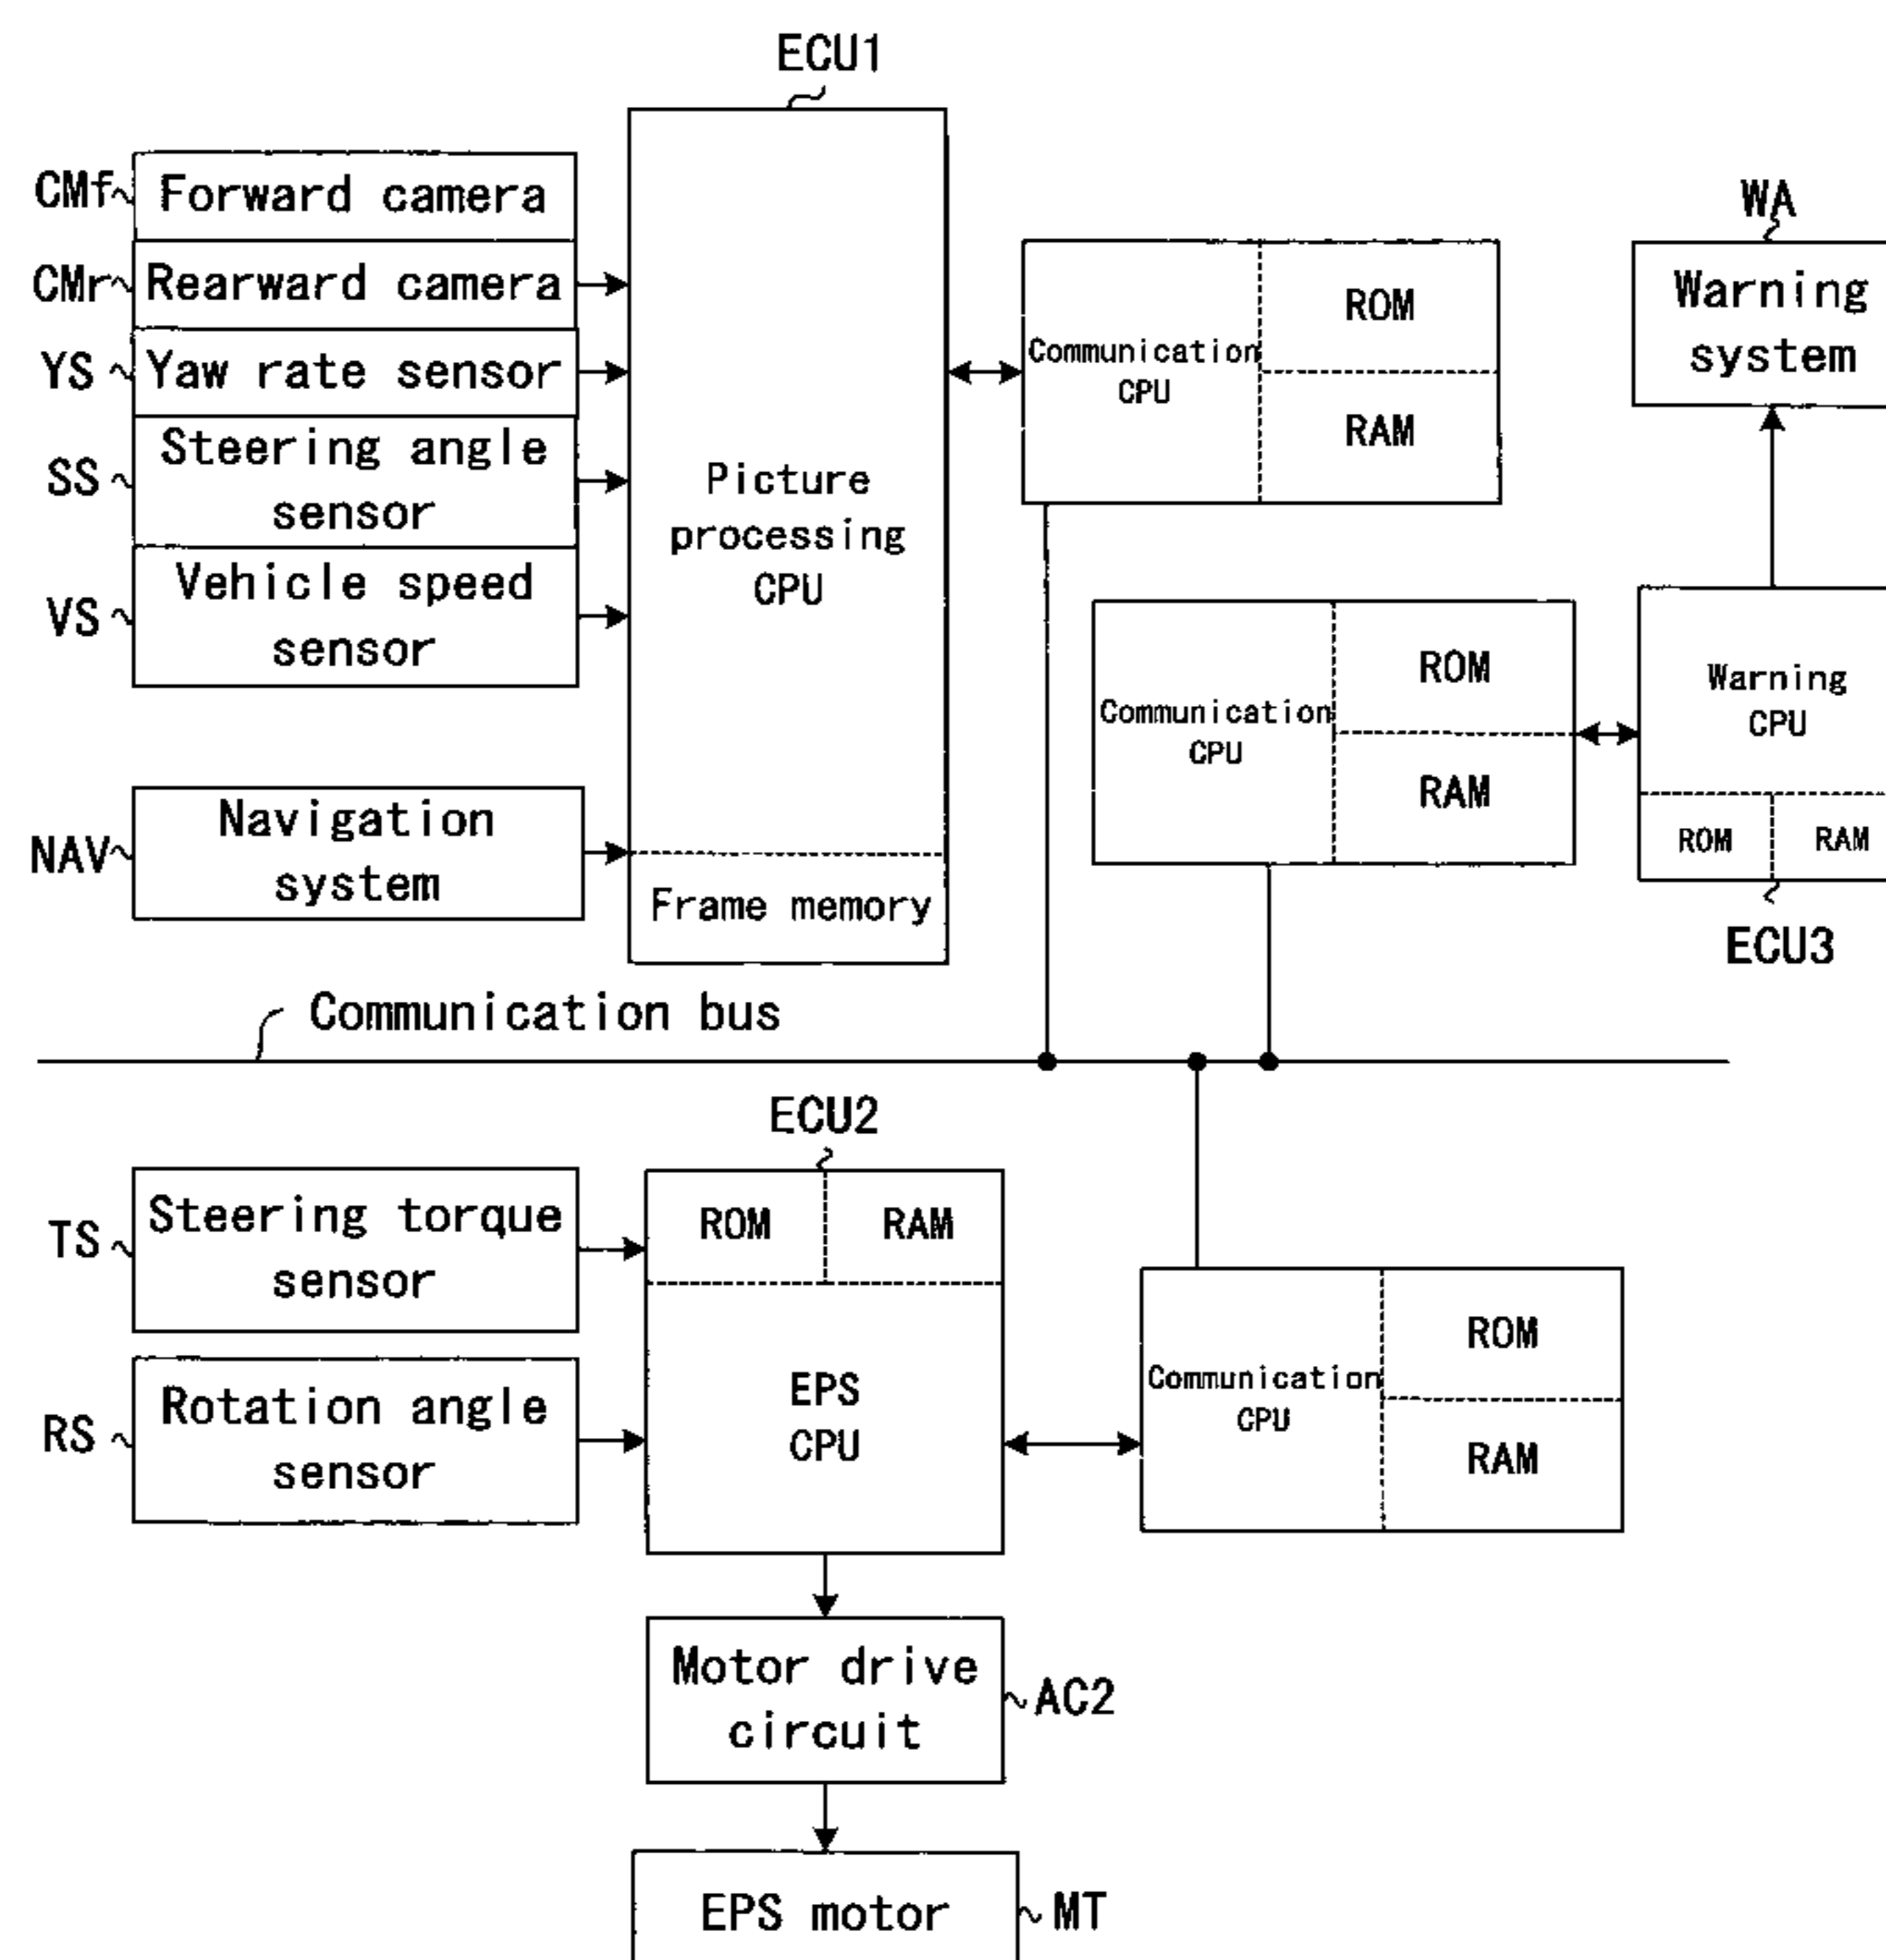 ECU1
CMf
Forward camera
CMr
Rearward camera
YS
Yaw rate sensor
SS
Steering angle
sensor
VS
Vehicle speed
sensor
NAV
Navigation
system
Picture
processing
CPU
Frame memory
Communication
CPU
ROM
RAM
WA
Warning
system
Communication
CPU
ROM
RAM
Warning
CPU
ROM
RAM
ECU3
Communication bus
ECU2
TS
Steering torque
sensor
RS
Rotation angle
sensor
ROM
RAM
EPS
CPU
Communication
CPU
ROM
RAM
Motor drive
circuit
AC2
EPS motor
MT